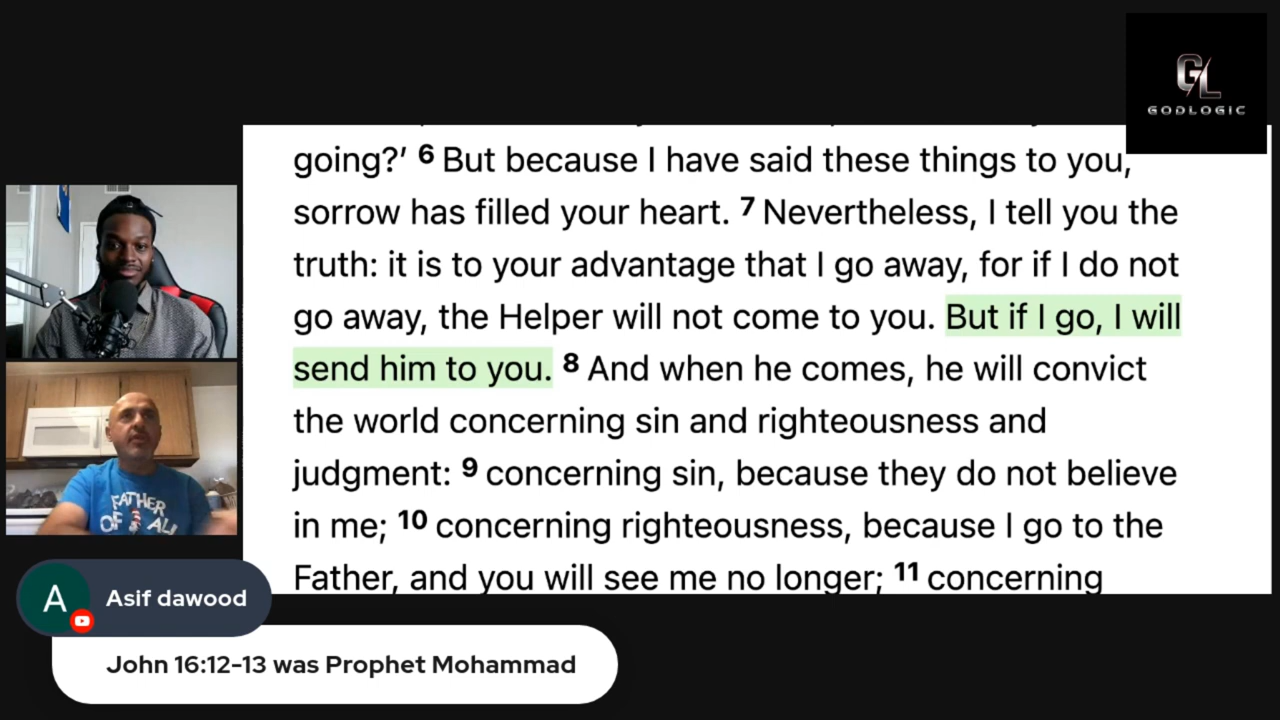 GL
GODLOGIC
going?’ 6 But because I have said these things to you,
sorrow has filled your heart. 7 Nevertheless, I tell you the
truth: it is to your advantage that I go away, for if I do not
go away, the Helper will not come to you. But if I go, I will
send him to you. 8 And when he comes, he will convict
the world concerning sin and righteousness and
judgment: 9 concerning sin, because they do not believe
in me; 10 concerning righteousness, because I go to the
Father, and you will see me no longer; 11 concerning
FATHER
OF ALL
A
Asif dawood
John 16:12-13 was Prophet Mohammad